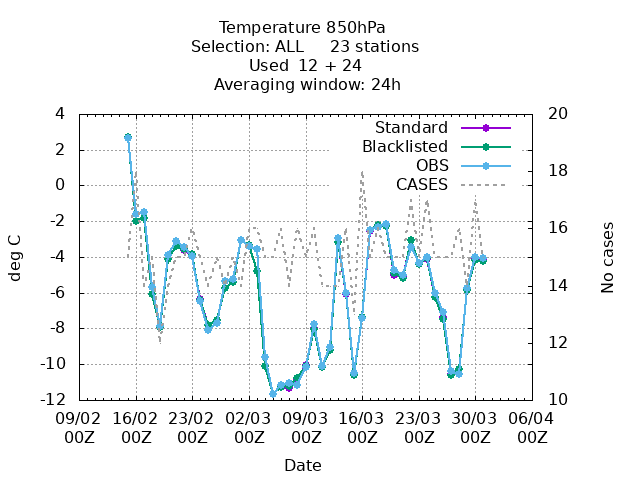 Temperature 850hPa
Selection: ALL 23 stations
Used 12 + 24
Averaging window: 24h
4 20
Standard
2 Blacklisted 18
OBS
0 CASES
-2 16
deg C No cases
-4
-6 14
-8 12
-10
-12 10
09/02 16/02 23/02 02/03 09/03 16/03 23/03 30/03 06/04
00Z 00Z 00Z 00Z 00Z 00Z 00Z 00Z 00Z
Date